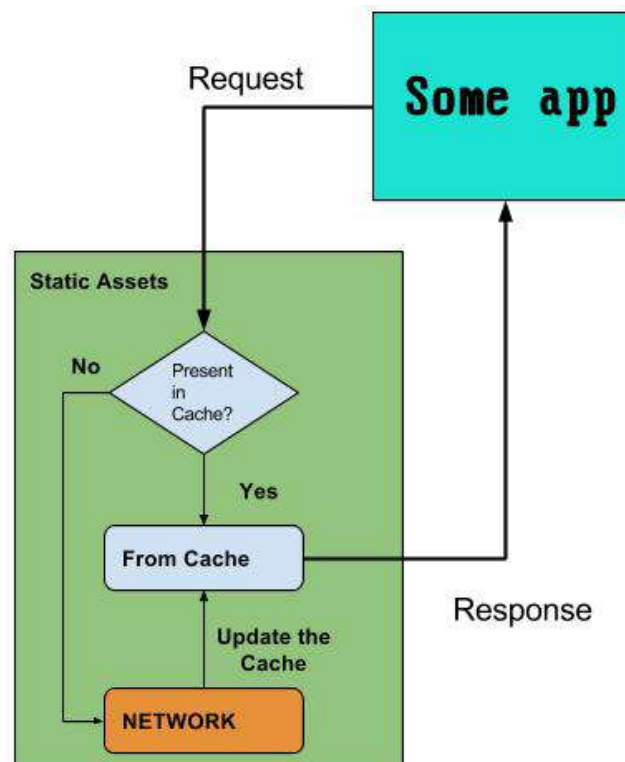 Request
Some app
Static Assets
No
Present
in
Cache?
Yes
From Cache
Response
Update the
Cache
NETWORK